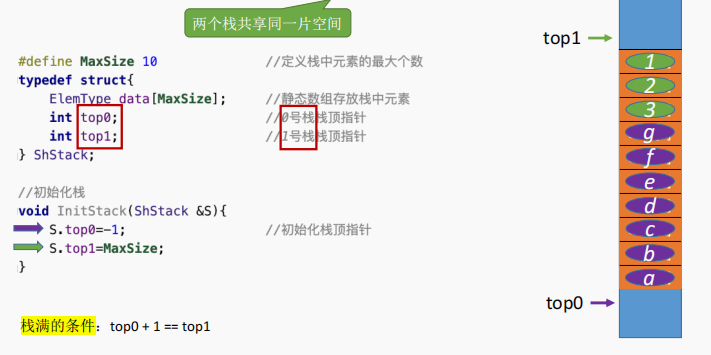 两个栈共享同一片空间
#define MaxSize 10 //定义栈中元素的最大个数
typedef struct{
ElemType data[MaxSize]; //静态数组存放栈中元素
int top0; //0号栈栈顶指针
int top1; //1号栈栈顶指针
} ShStack;
//初始化栈
void InitStack(ShStack &S){
S.top0=-1; //初始化栈顶指针
S.top1=MaxSize;
}
栈满的条件：top0 + 1 == top1
top1
1
2
3
g
f
e
d
c
b
a
top0